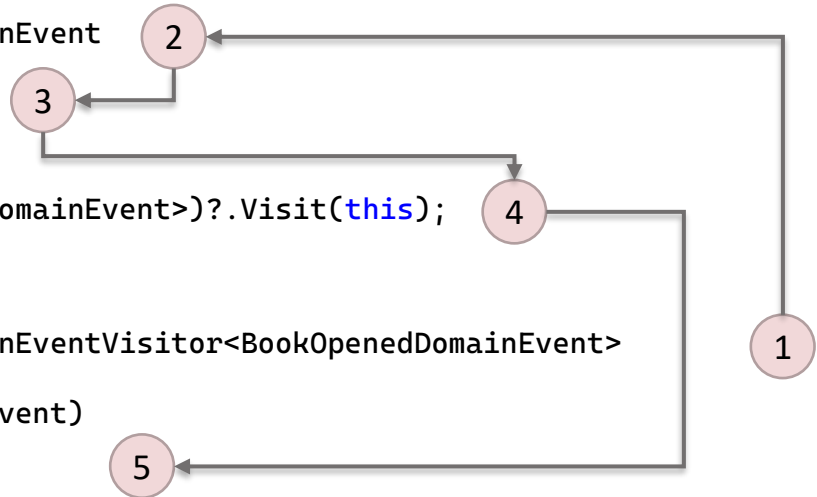 nEvent 2
3
omainEvent>)?.Visit(this); 4
nEventVisitor<BookOpenedDomainEvent> 1
vent)
5